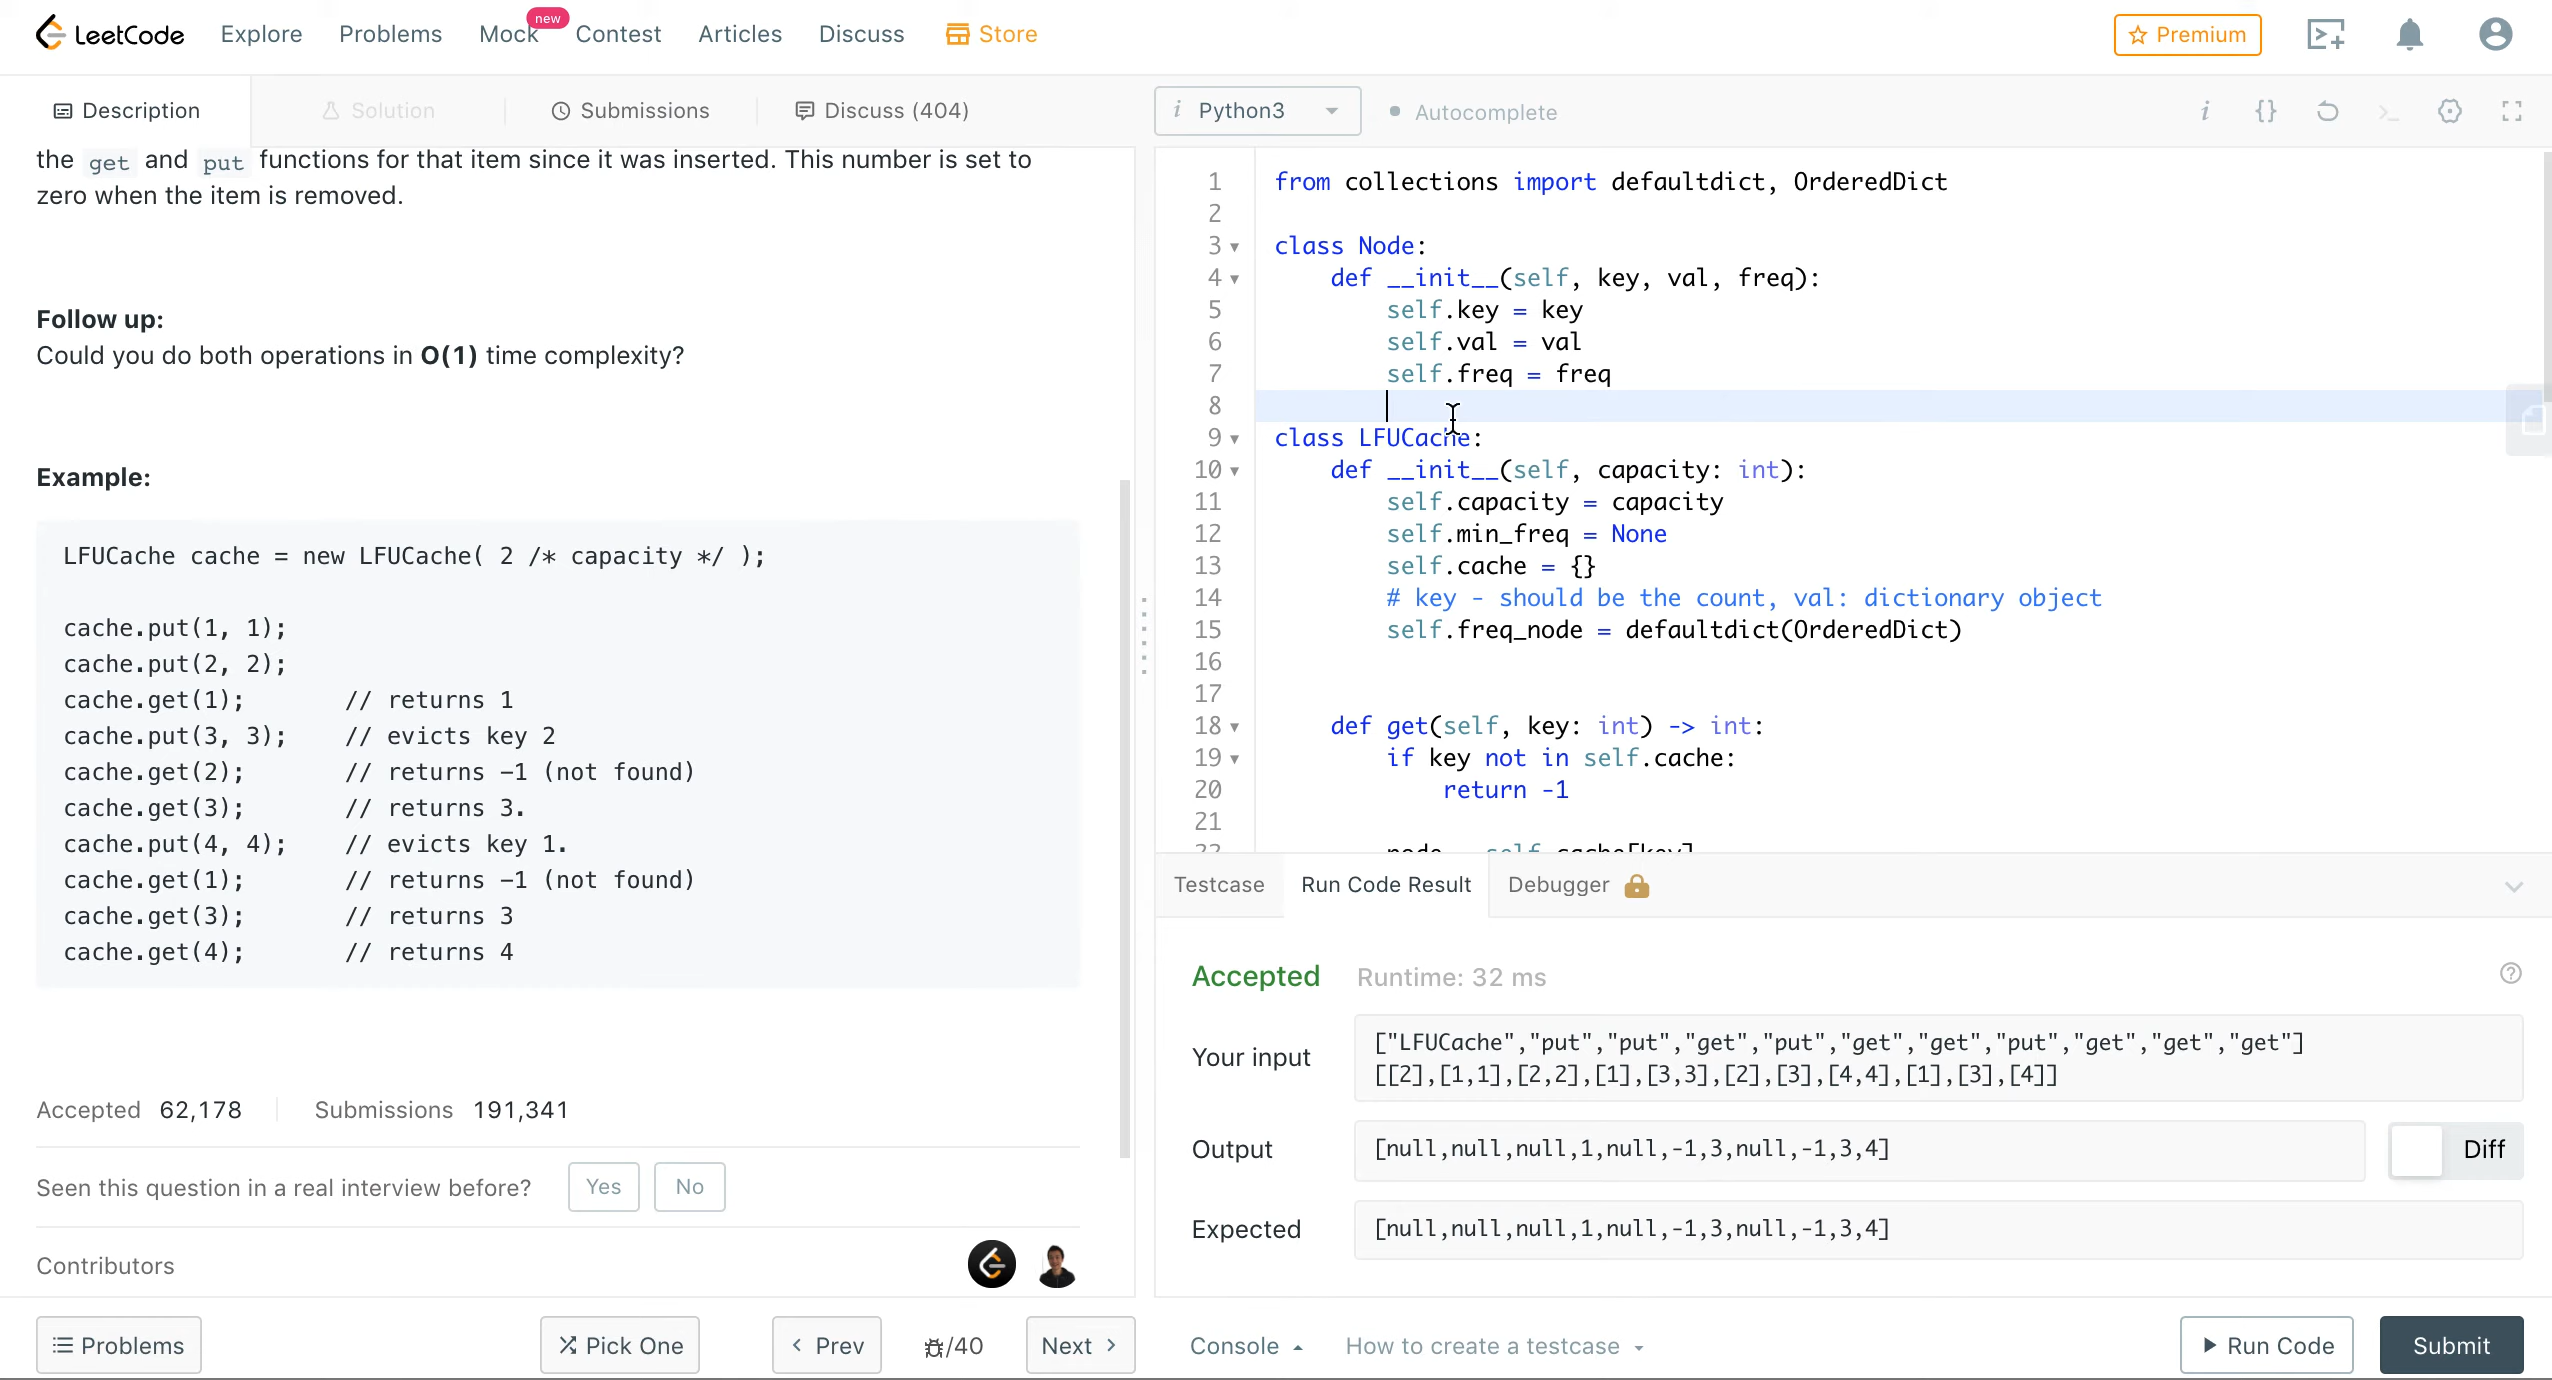 LeetCode Explore Problems Mock new Contest Articles Discuss Store Premium
Description Solution Submissions Discuss (404)
the get and put functions for that item since it was inserted. This number is set to
zero when the item is removed.
Follow up:
Could you do both operations in O(1) time complexity?
Example:
LFUCache cache = new LFUCache( 2 /* capacity */ );
cache.put(1, 1);
cache.put(2, 2);
cache.get(1);       // returns 1
cache.put(3, 3);    // evicts key 2
cache.get(2);       // returns -1 (not found)
cache.get(3);       // returns 3.
cache.put(4, 4);    // evicts key 1.
cache.get(1);       // returns -1 (not found)
cache.get(3);       // returns 3
cache.get(4);       // returns 4
Accepted 62,178 Submissions 191,341
Seen this question in a real interview before? Yes No
Contributors
Problems Pick One Prev /40 Next
i Python3 Autocomplete i {}
1 from collections import defaultdict, OrderedDict
2
3 class Node:
4     def __init__(self, key, val, freq):
5         self.key = key
6         self.val = val
7         self.freq = freq
8
9 class LFUCache:
10     def __init__(self, capacity: int):
11         self.capacity = capacity
12         self.min_freq = None
13         self.cache = {}
14         # key - should be the count, val: dictionary object
15         self.freq_node = defaultdict(OrderedDict)
16
17
18     def get(self, key: int) -> int:
19         if key not in self.cache:
20             return -1
21
22         node = self.cache[key]
Testcase Run Code Result Debugger
Accepted Runtime: 32 ms
Your input
["LFUCache","put","put","get","put","get","get","put","get","get","get"]
[[2],[1,1],[2,2],[1],[3,3],[2],[3],[4,4],[1],[3],[4]]
Output [null,null,null,1,null,-1,3,null,-1,3,4] Diff
Expected [null,null,null,1,null,-1,3,null,-1,3,4]
Console How to create a testcase Run Code Submit